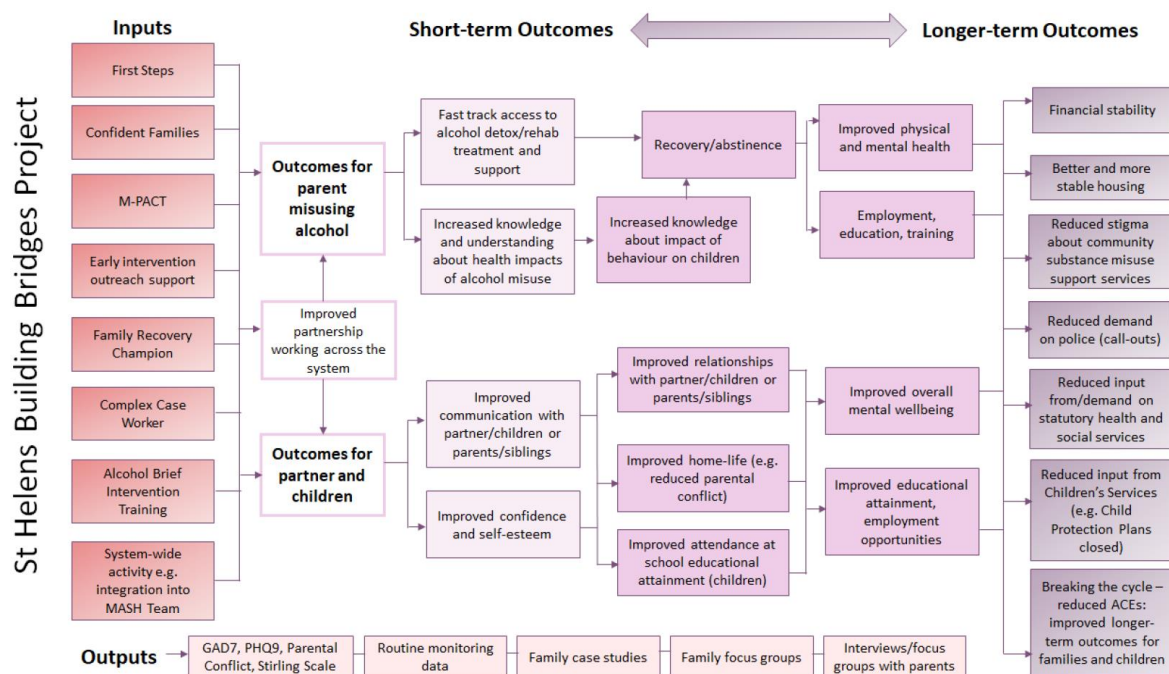 St Helens Building Bridges Project
Inputs
Short-term Outcomes
Longer-term Outcomes
First Steps
Confident Families
M-PACT
Early intervention
outreach support
Family Recovery
Champion
Complex Case
Worker
Alcohol Brief
Intervention
Training
System-wide
activity e.g.
integration into
MASH Team
Outcomes for
parent
misusing
alcohol
Improved
partnership
working across the
system
Outcomes for
partner and
children
Fast track access to
alcohol detox/rehab
treatment and
support
Increased knowledge
and understanding
about health impacts
of alcohol misuse
Improved
communication with
partner/children or
parents/siblings
Improved confidence
and self-esteem
Recovery/abstinence
Increased knowledge
about impact of
behaviour on children
Improved relationships
with partner/children or
parents/siblings
Improved home-life (e.g.
reduced parental
conflict)
Improved attendance at
school educational
attainment (children)
Improved physical
and mental health
Employment,
education, training
Improved overall
mental wellbeing
Improved educational
attainment,
employment
opportunities
Financial stability
Better and more
stable housing
Reduced stigma
about community
substance misuse
support services
Reduced demand
on police (call-outs)
Reduced input
from/demand on
statutory health and
social services
Reduced input from
Children's Services
(e.g. Child
Protection Plans
closed)
Breaking the cycle –
reduced ACEs:
improved longer-
term outcomes for
families and children
Outputs
GAD7, PHQ9, Parental
Conflict, Stirling Scale
Routine monitoring
data
Family case studies
Family focus groups
Interviews/focus
groups with parents